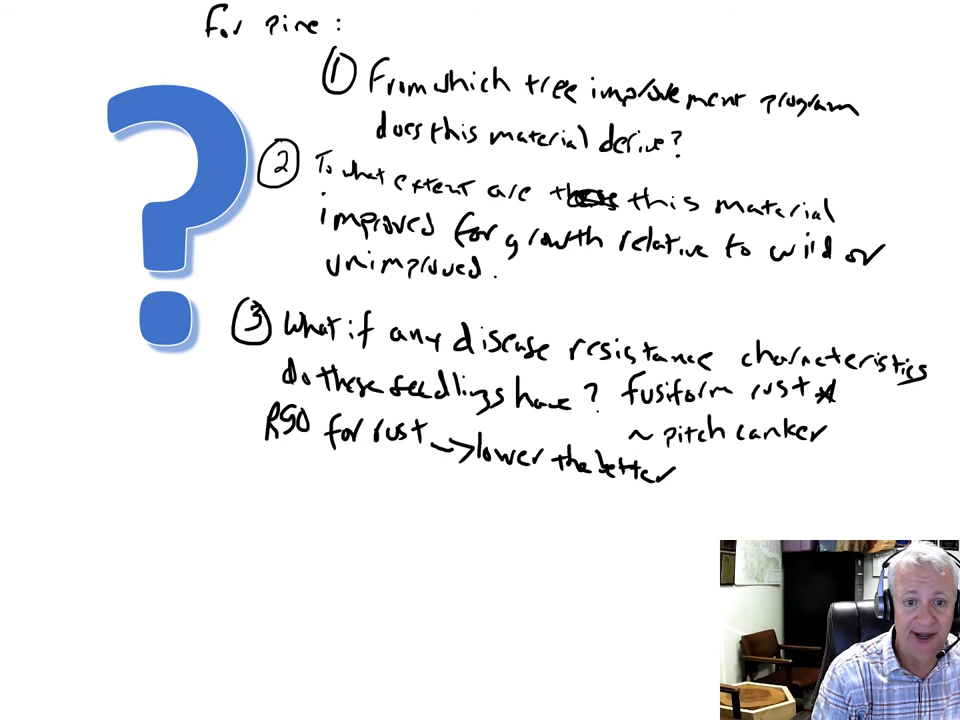 For pine :
① From which tree improvement program
does this material derive?
② To what extent are this material
improved for growth relative to wild or
unimproved.
③ What if any disease resistance characteristics
do these seedlings have? fusiform rust *
~ pitch canker
R50 for rust -> lower the better
?